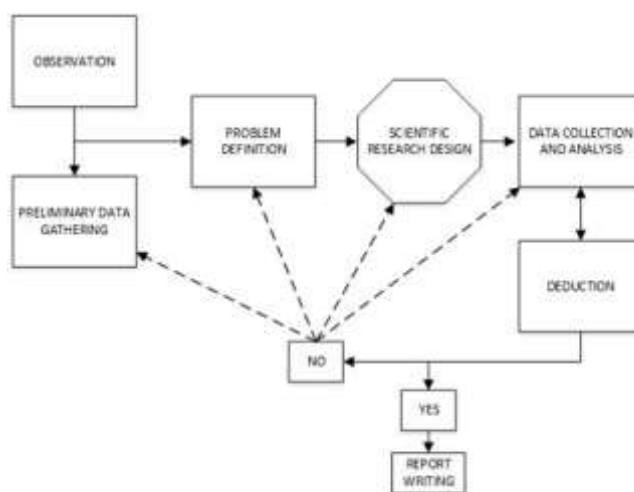 OBSERVATION
PROBLEM
DEFINITION
SCIENTIFIC
RESEARCH DESIGN
DATA COLLECTION
AND ANALYSIS
PRELIMINARY DATA
GATHERING
DEDUCTION
NO
YES
REPORT
WRITING